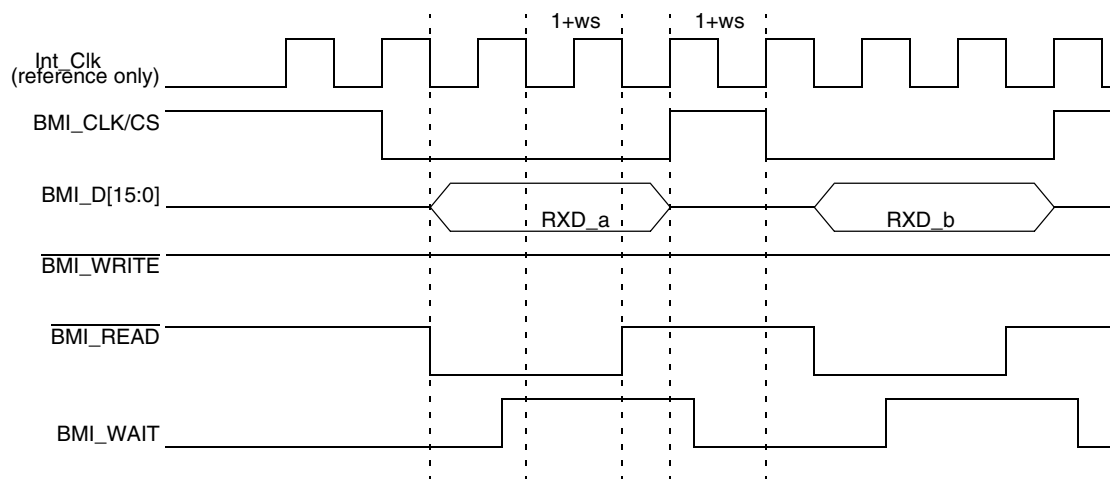 1+ws 1+ws
Int_Clk
(reference only)
BMI_CLK/CS
BMI_D[15:0]
RXD_a RXD_b
BMI_WRITE
BMI_READ
BMI_WAIT